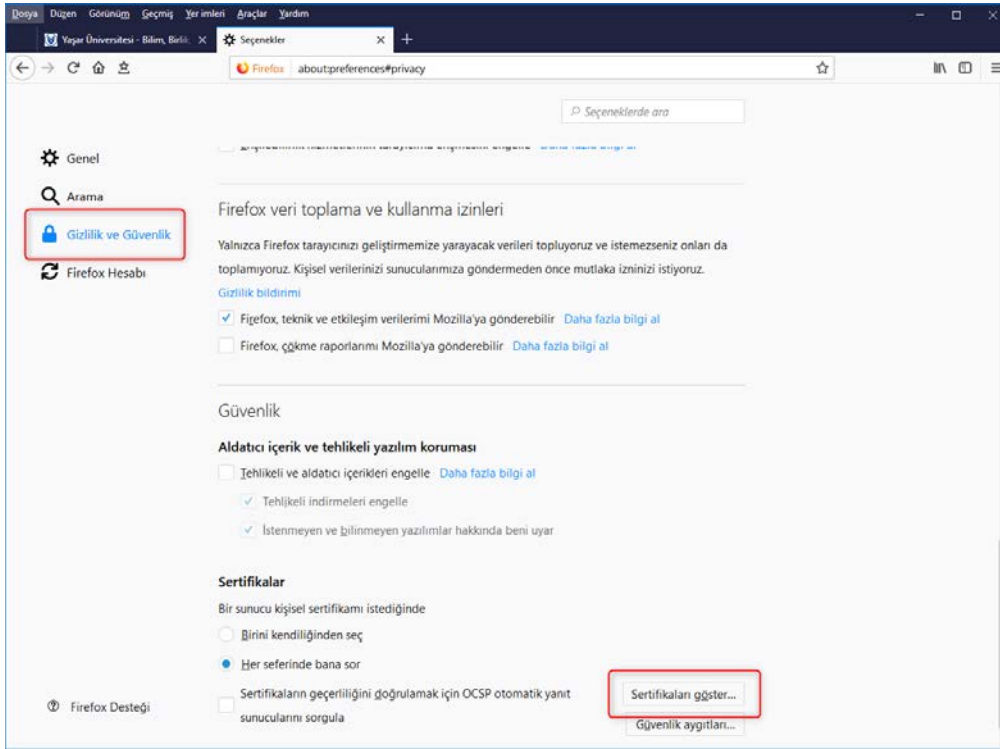 Dosya Düzen Görünüm Geçmiş Yer imleri Araçlar Yardım
Yaşar Üniversitesi - Bilim, Birlik,
Seçenekler
Firefox about:preferences#privacy
Seçeneklerde ara
Genel
Arama
Gizlilik ve Güvenlik
Firefox Hesabı
Daha fazla bilgi al
Firefox veri toplama ve kullanma izinleri
Yalnızca Firefox tarayıcınızı geliştirmemize yarayacak verileri topluyoruz ve istemezseniz onları da
toplamıyoruz. Kişisel verilerinizi sunucularımıza göndermeden önce mutlaka izninizi istiyoruz.
Gizlilik bildirimi
Firefox, teknik ve etkileşim verilerimi Mozilla'ya gönderebilir Daha fazla bilgi al
Firefox, çökme raporlarımı Mozilla'ya gönderebilir Daha fazla bilgi al
Güvenlik
Aldatıcı içerik ve tehlikeli yazılım koruması
Tehlikeli ve aldatıcı içerikleri engelle Daha fazla bilgi al
Tehlikeli indirmeleri engelle
İstenmeyen ve bilinmeyen yazılımlar hakkında beni uyar
Sertifikalar
Bir sunucu kişisel sertifikamı istediğinde
Birini kendiliğinden seç
Her seferinde bana sor
Sertifikaların geçerliliğini doğrulamak için OCSP otomatik yanıt
sunucularını sorgula
Sertifikaları göster...
Güvenlik aygıtları...
Firefox Desteği